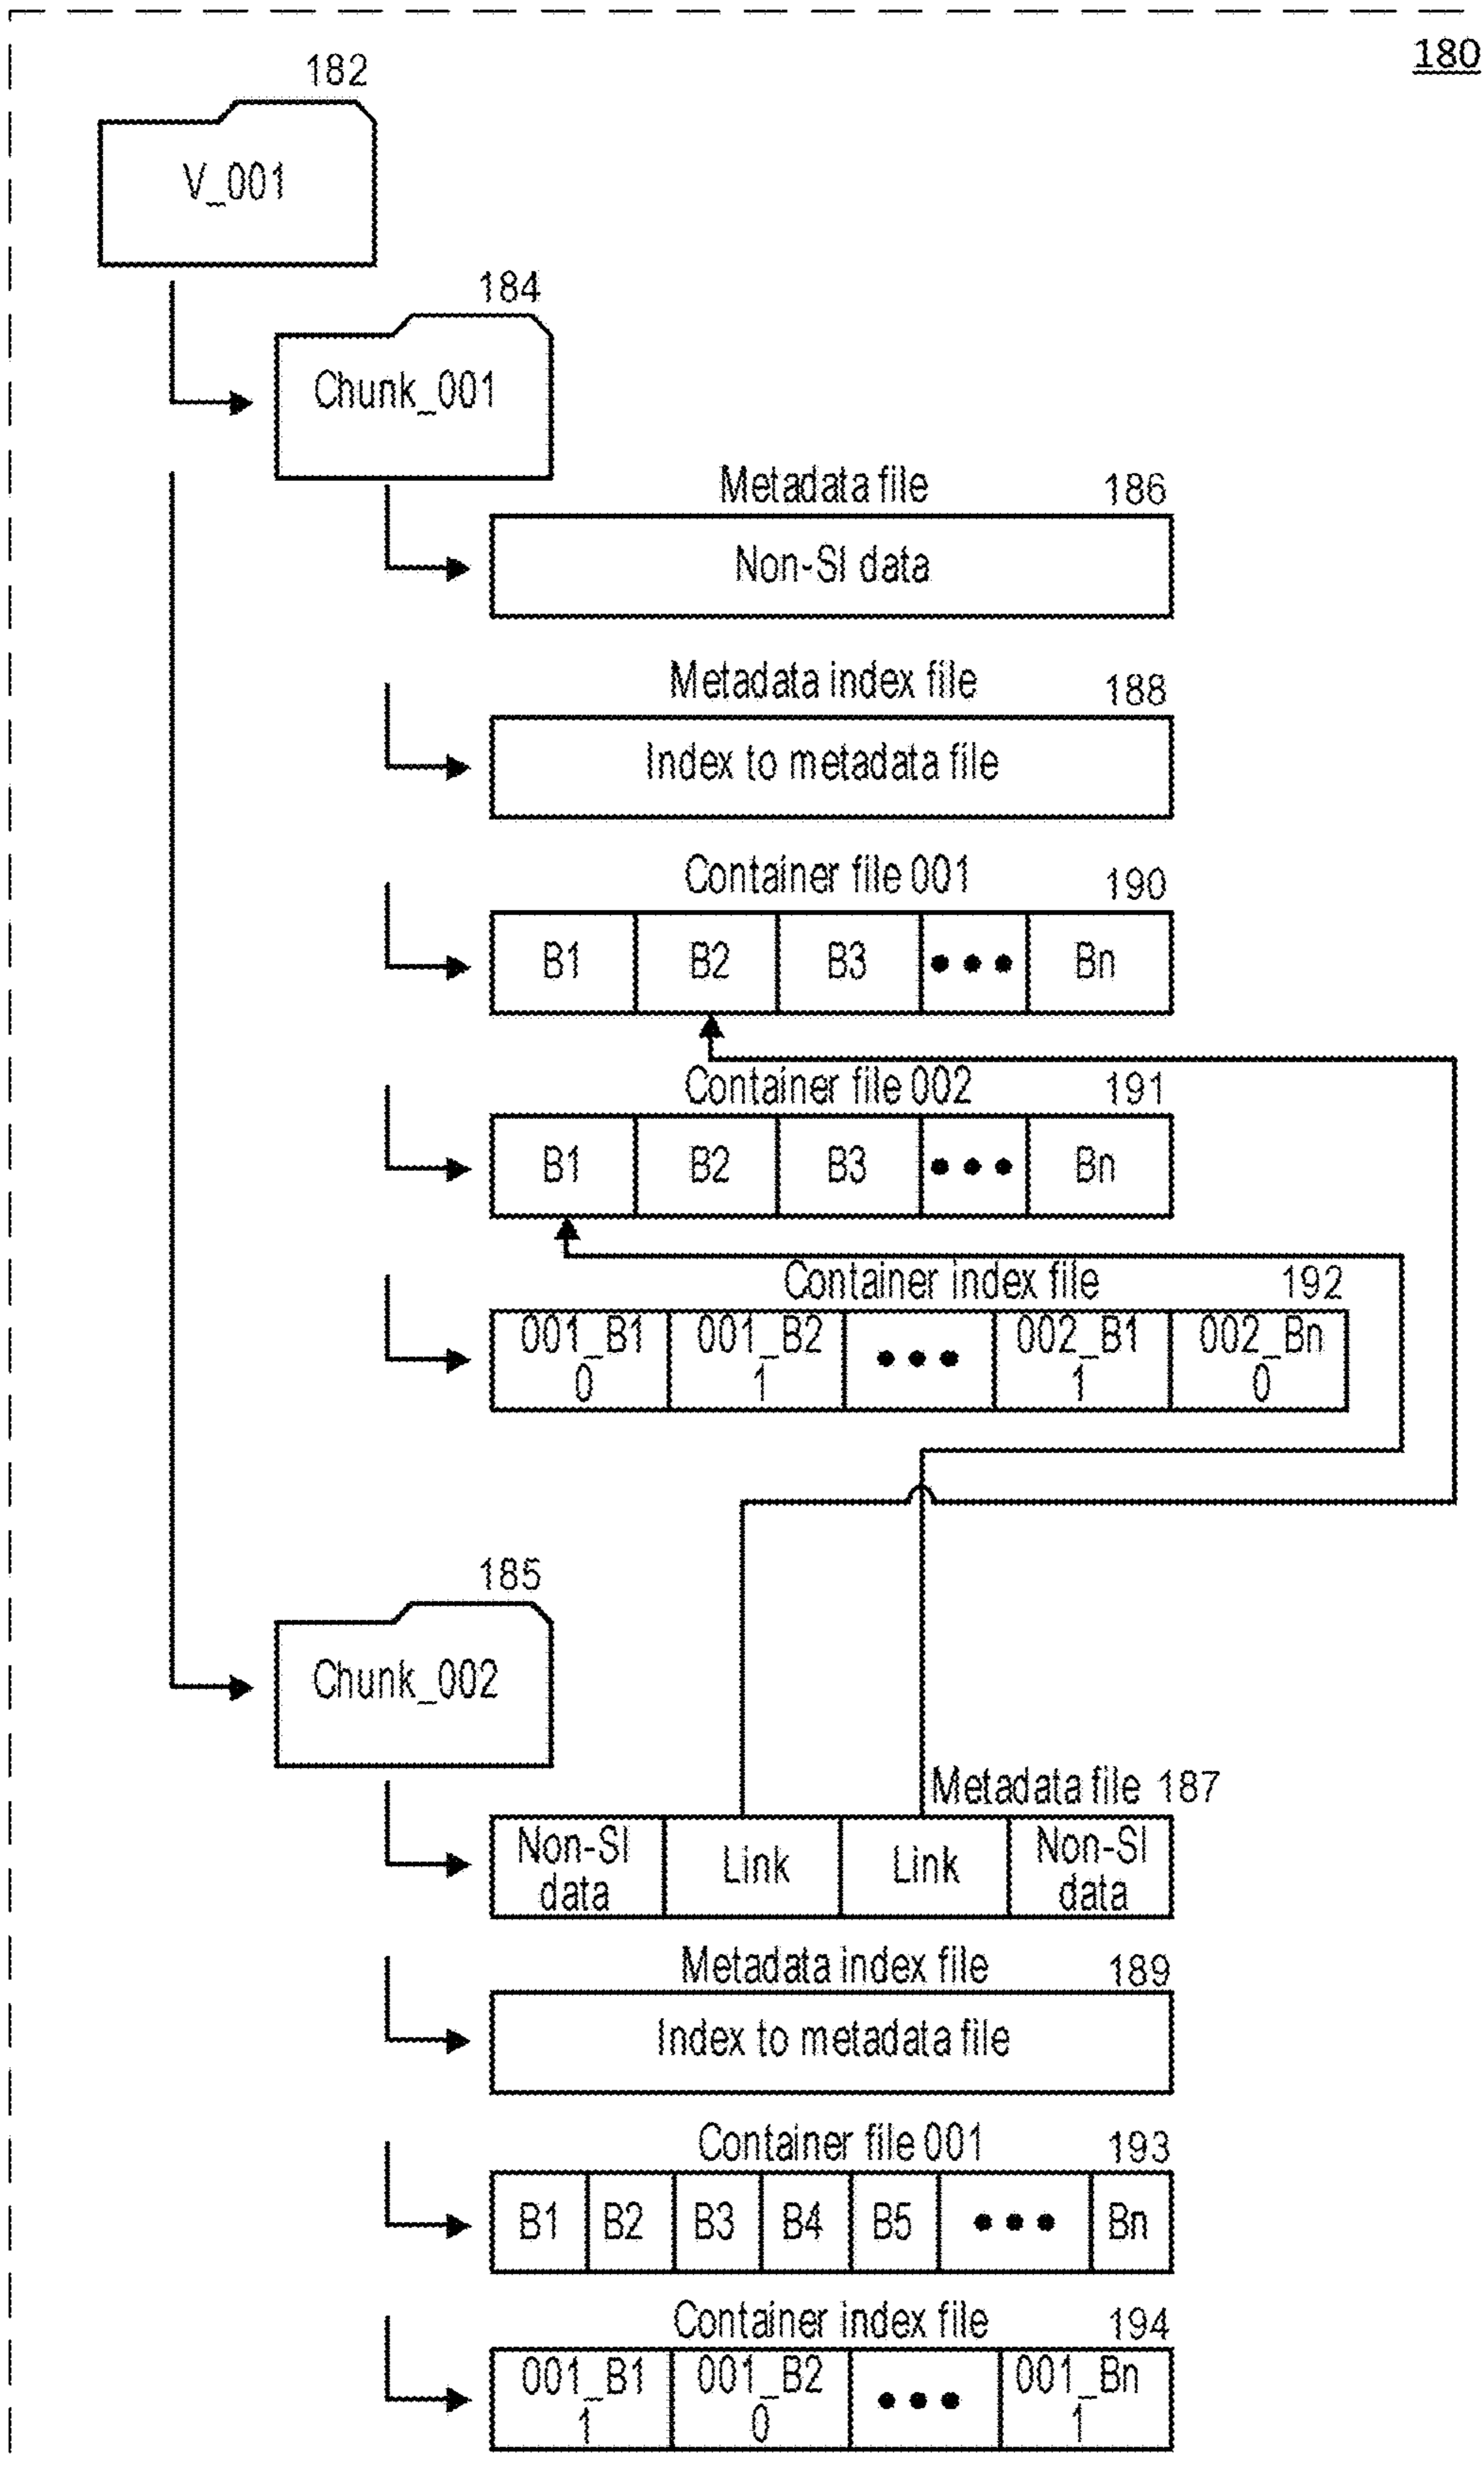 180
182
V_001
184
Chunk_001
Metadata file 186
Non-SI data
Metadata index file 188
Index to metadata file
Container file 001 190
B1 B2 B3 ●●● Bn
Container file 002 191
B1 B2 B3 ●●● Bn
Container index file 192
001_B1 001_B2 ●●● 002_B1 002_Bn
0 1 1 0
185
Chunk_002
Metadata file 187
Non-SI Link Link Non-SI
data data
Metadata index file 189
Index to metadata file
Container file 001 193
B1 B2 B3 B4 B5 ●●● Bn
Container index file 194
001_B1 001_B2 ●●● 001_Bn
1 0 1